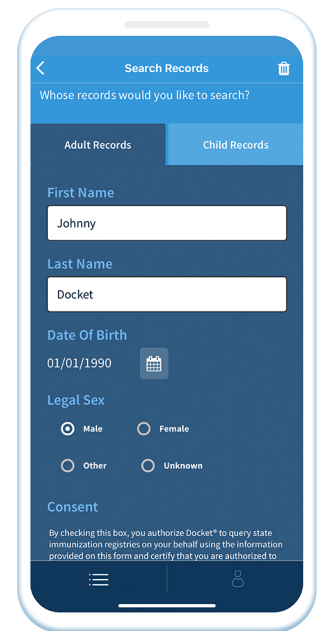 Search Records
Whose records would you like to search?
Adult Records Child Records
First Name
Johnny
Last Name
Docket
Date Of Birth
01/01/1990
Legal Sex
Male Female
Other Unknown
Consent
By checking this box, you authorize Docket® to query state
immunization registries on your behalf using the information
provided on this form and certify that you are authorized to